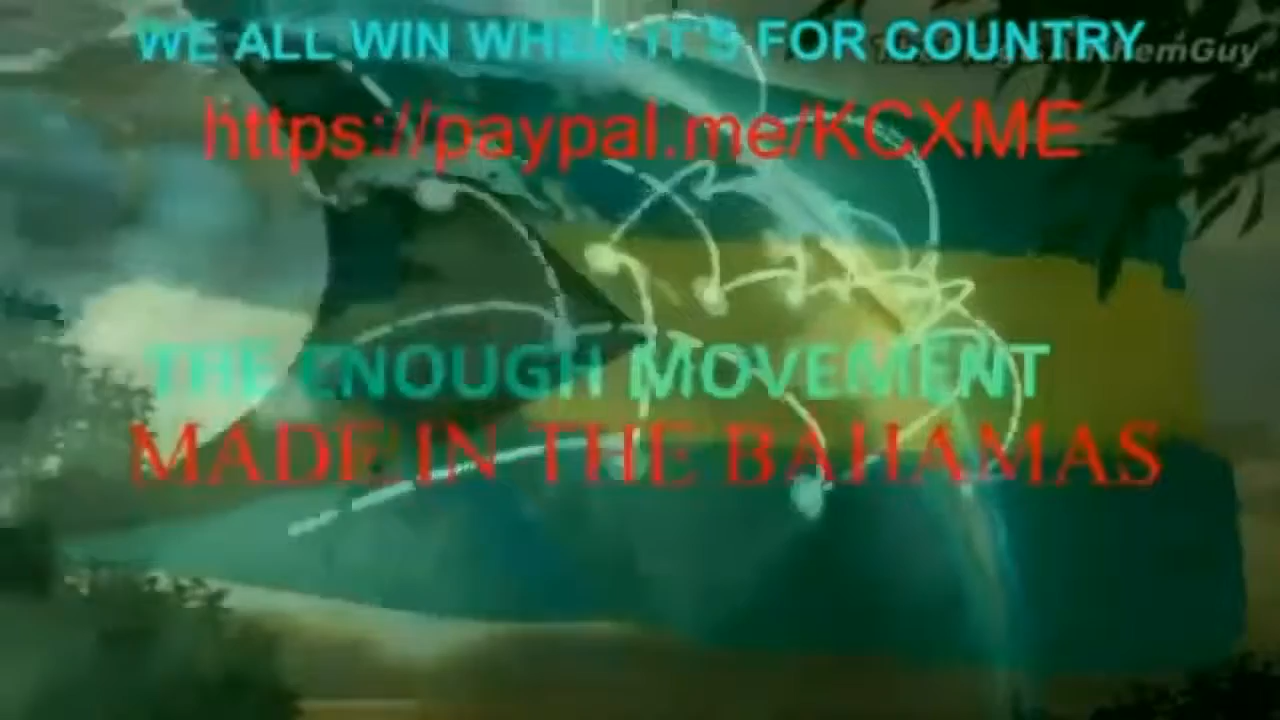 WE ALL WIN WHEN IT'S FOR COUNTRY
https://paypal.me/KCXME
THE ENOUGH MOVEMENT
MADE IN THE BAHAMAS